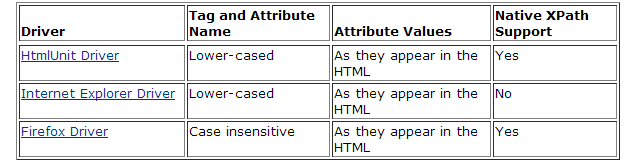 Driver Tag and Attribute Name Attribute Values Native XPath Support
HtmlUnit Driver Lower-cased As they appear in the HTML Yes
Internet Explorer Driver Lower-cased As they appear in the HTML No
Firefox Driver Case insensitive As they appear in the HTML Yes